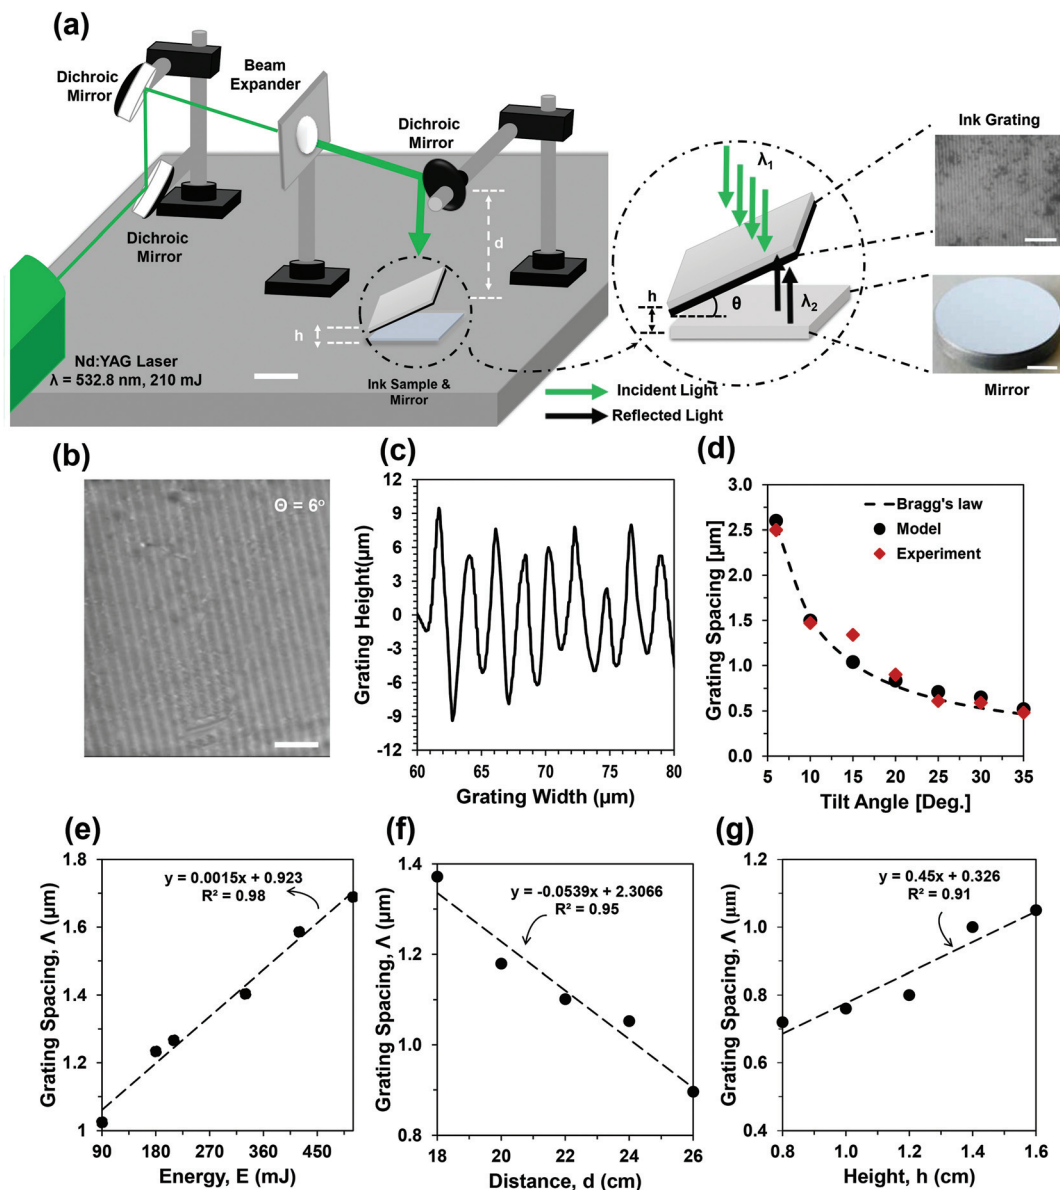 (a)
Dichroic
Mirror
Beam
Expander
Dichroic
Mirror
Dichroic
Mirror
d
h
Nd:YAG Laser
λ = 532.8 nm, 210 mJ
Ink Sample &
Mirror
λ1
h
θ
λ2
Incident Light
Reflected Light
Ink Grating
Mirror
(b)
Θ = 6°
(c)
Grating Height(µm)
12
9
6
3
0
-3
-6
-9
-12
60
65
70
75
80
Grating Width (µm)
(d)
Grating Spacing [µm]
3.0
2.5
2.0
1.5
1.0
0.5
0.0
Bragg's law
Model
Experiment
5
10
15
20
25
30
35
Tilt Angle [Deg.]
(e)
Grating Spacing, Λ (µm)
1.8
1.6
1.4
1.2
1
y = 0.0015x + 0.923
R² = 0.98
90
180
270
360
450
Energy, E (mJ)
(f)
Grating Spacing, Λ (µm)
1.4
1.2
1.0
0.8
y = -0.0539x + 2.3066
R² = 0.95
18
20
22
24
26
Distance, d (cm)
(g)
Grating Spacing, Λ (µm)
1.2
1.0
0.8
0.6
0.4
y = 0.45x + 0.326
R² = 0.91
0.8
1.0
1.2
1.4
1.6
Height, h (cm)